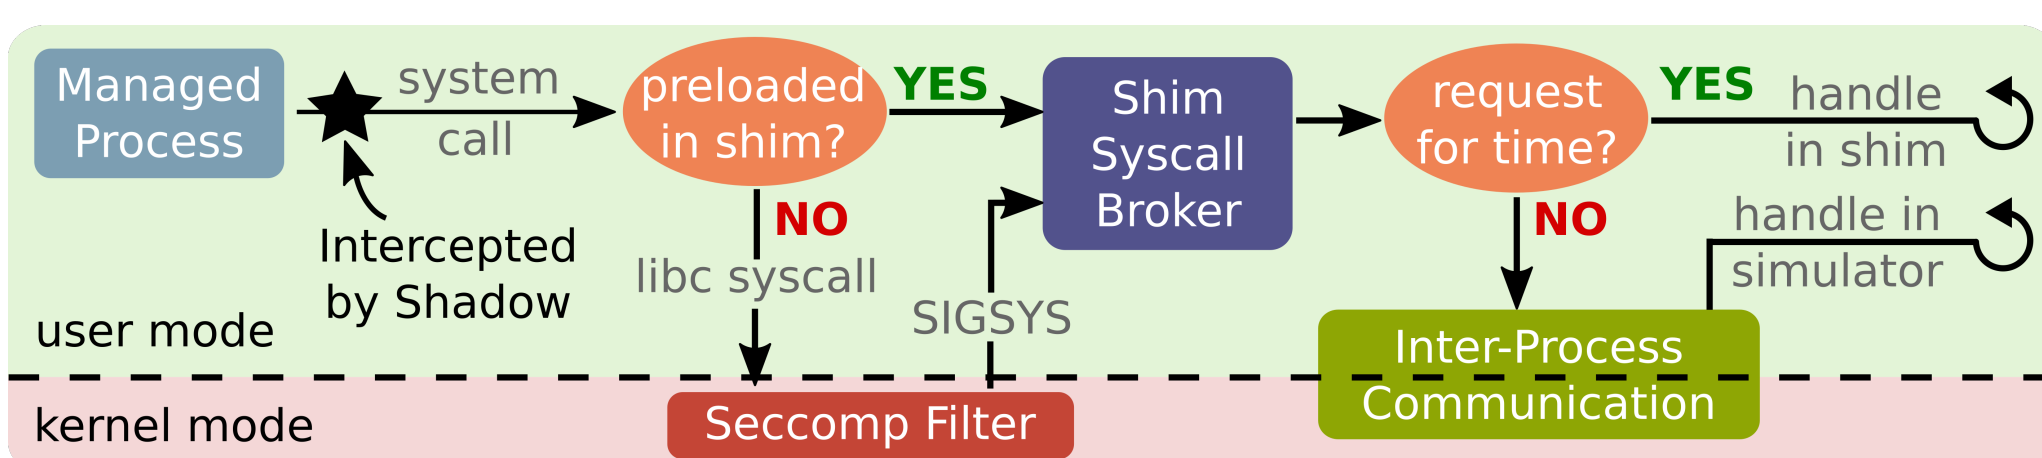 Managed
Process
system
call
Intercepted
by Shadow
preloaded
in shim?
YES
NO
libc syscall
SIGSYS
Shim
Syscall
Broker
request
for time?
YES
handle
in shim
NO
handle in
simulator
Inter-Process
Communication
user mode
kernel mode
Seccomp Filter